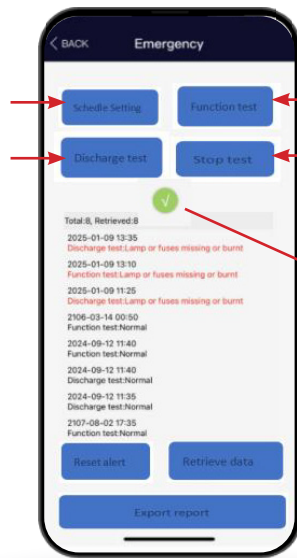 BACK Emergency
Schedle Setting Function test
Discharge test Stop test
√
Total:8, Retrieved:8
2025-01-09 13:35
Discharge test:Lamp or fuses missing or burnt
2025-01-09 13:10
Function test:Lamp or fuses missing or burnt
2025-01-09 11:25
Discharge test:Lamp or fuses missing or burnt
2106-03-14 00:50
Function test:Normal
2024-09-12 11:40
Function test:Normal
2024-09-12 11:40
Discharge test:Normal
2024-09-12 11:35
Discharge test:Normal
2107-08-02 17:35
Function test:Normal
Reset alert Retrieve data
Export report